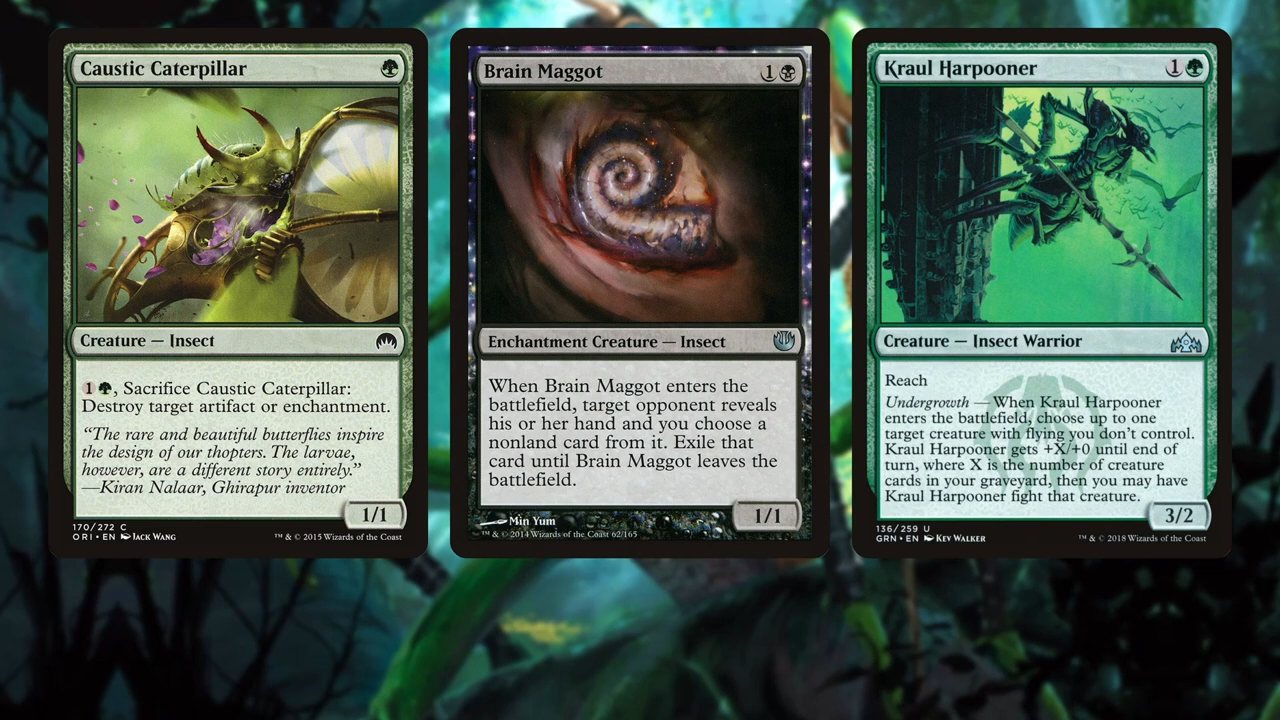 Caustic Caterpillar
Creature — Insect
1, Sacrifice Caustic Caterpillar:
Destroy target artifact or enchantment.
“The rare and beautiful butterflies inspire
the design of our thopters. The larvae,
however, are a different story entirely.”
—Kiran Nalaar, Ghirapur inventor
1/1
170/272 C
ORI • EN Jack Wang
™ & © 2015 Wizards of the Coast
Brain Maggot
1
Enchantment Creature — Insect
When Brain Maggot enters the
battlefield, target opponent reveals
his or her hand and you choose a
nonland card from it. Exile that
card until Brain Maggot leaves the
battlefield.
1/1
Min Yum
™ & © 2014 Wizards of the Coast 62/165
Kraul Harpooner
1
Creature — Insect Warrior
Reach
Undergrowth — When Kraul Harpooner
enters the battlefield, choose up to one
target creature with flying you don’t control.
Kraul Harpooner gets +X/+0 until end of
turn, where X is the number of creature
cards in your graveyard, then you may have
Kraul Harpooner fight that creature.
3/2
136/259 U
GRN • EN Kev Walker
™ & © 2018 Wizards of the Coast